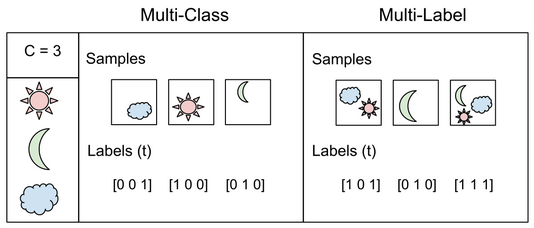 Multi-Class
Multi-Label
C = 3
Samples
Samples
Labels (t)
Labels (t)
[0 0 1] [1 0 0] [0 1 0]
[1 0 1] [0 1 0] [1 1 1]